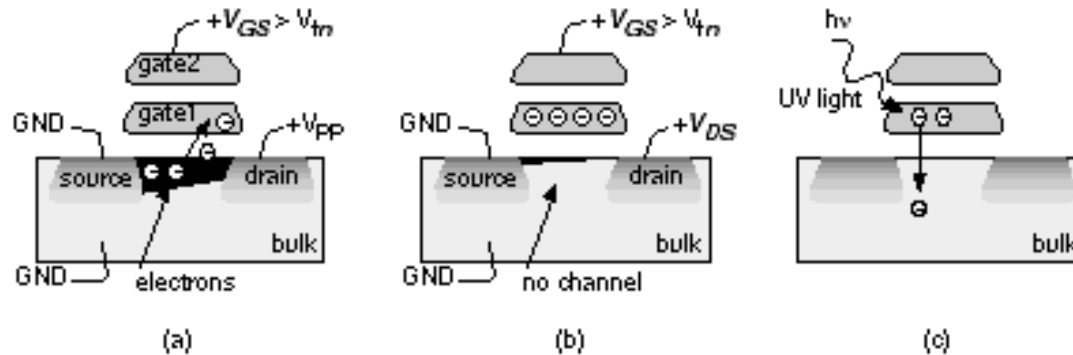 +VGS > Vtn
gate2
gate1
GND
+VPP
source
drain
bulk
GND
electrons
(a)
+VGS > Vtn
GND
+VDS
source
drain
bulk
GND
no channel
(b)
hν
UV light
bulk
(c)